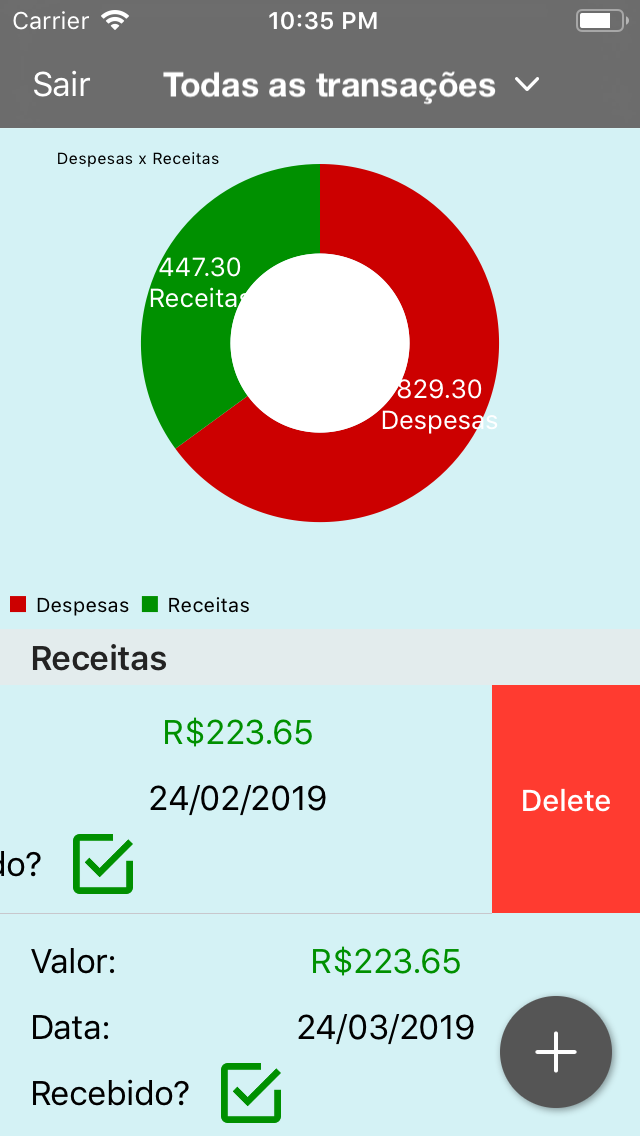 Carrier 10:35 PM
Sair Todas as transações
Despesas x Receitas
447.30
Receitas
829.30
Despesas
Despesas Receitas
Receitas
R$223.65
24/02/2019
Delete
do?
Valor: R$223.65
Data: 24/03/2019
Recebido?